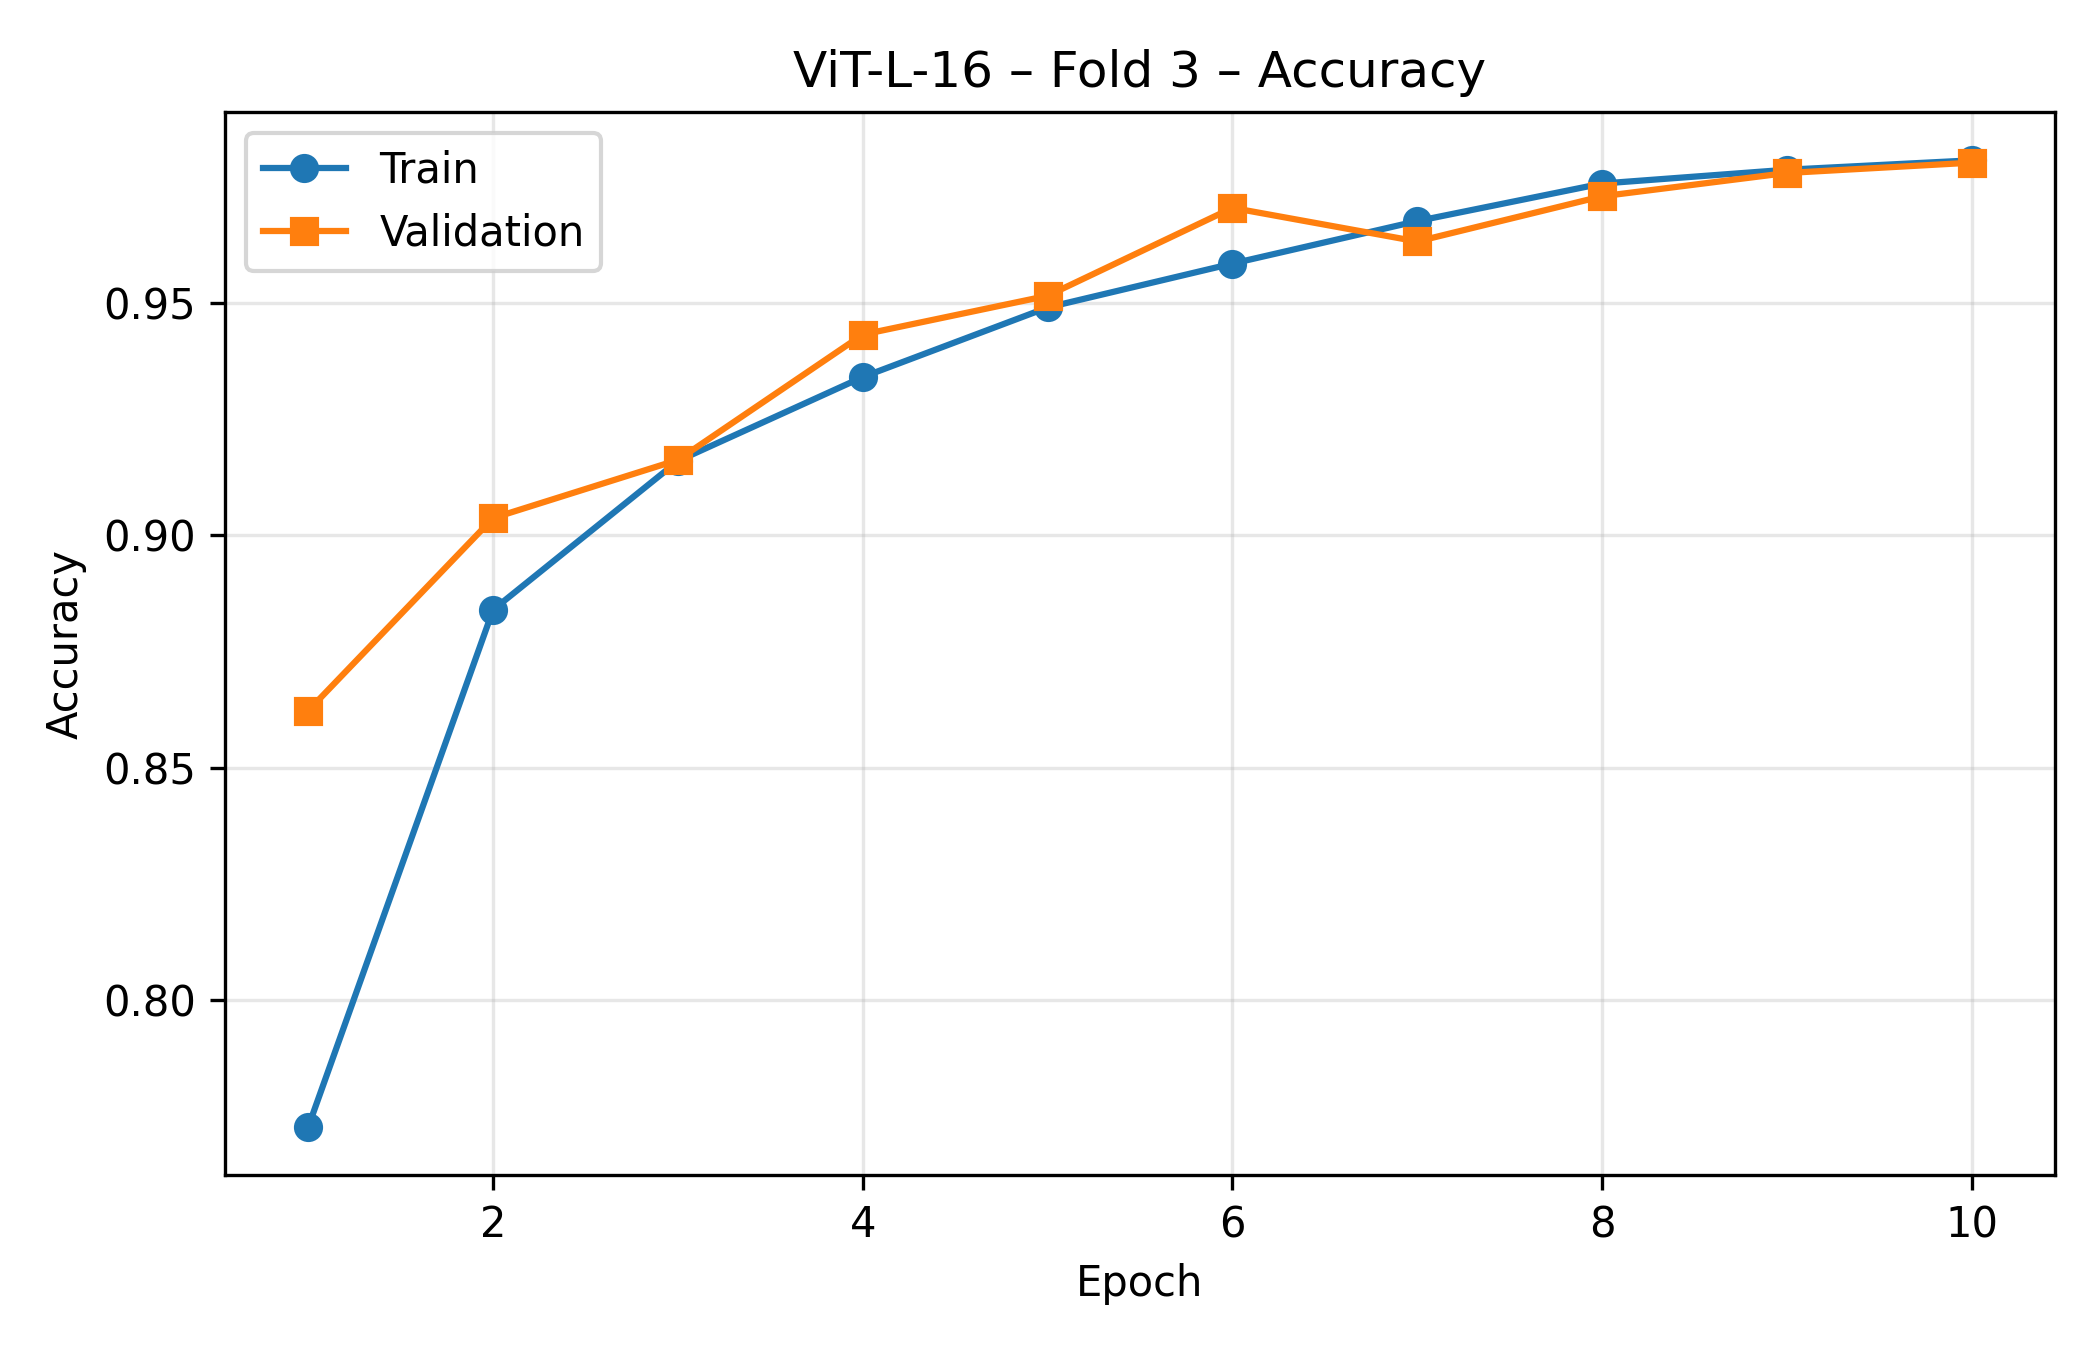 ViT-L-16 – Fold 3 – Accuracy
Train
Validation
0.95
0.90
0.85
0.80
Accuracy
2 4 6 8 10
Epoch